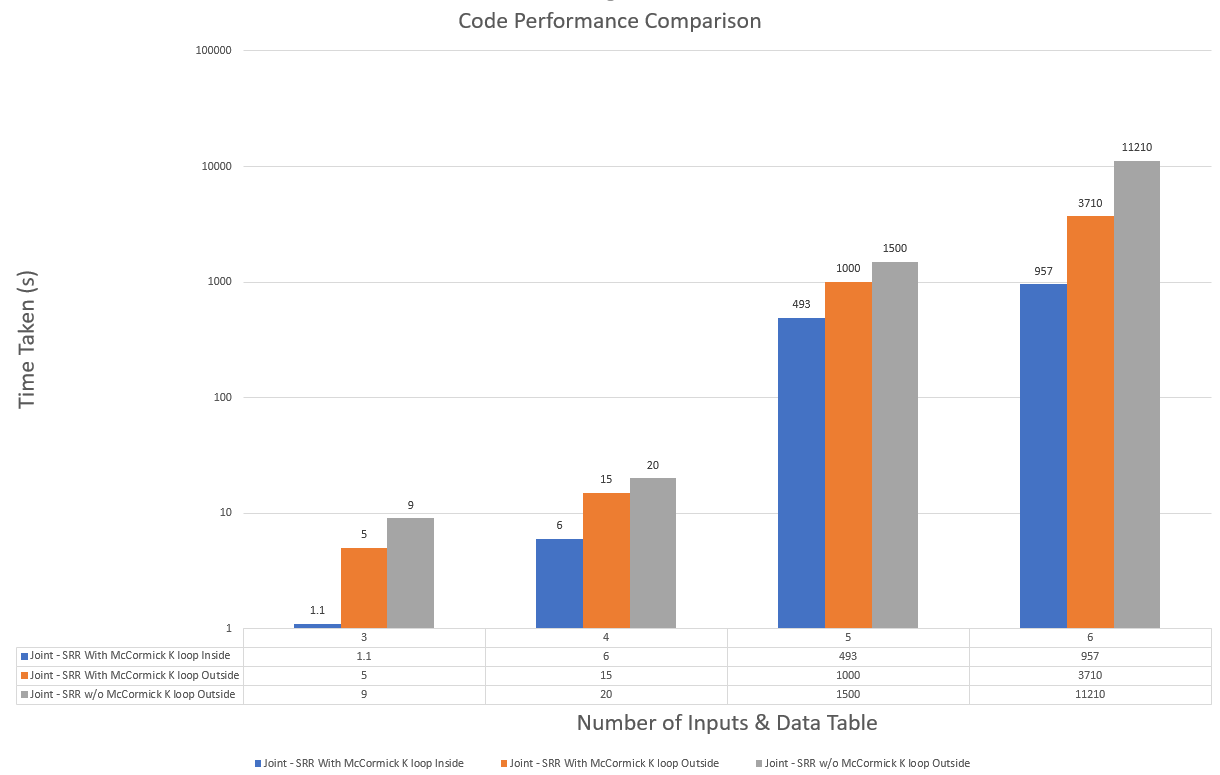 Code Performance Comparison
100000
10000
1000
100
10
1
Time Taken (s)
1.1
5
9
6
15
20
493
1000
1500
957
3710
11210
3 4 5 6
Joint - SRR With McCormick K loop Inside 1.1 6 493 957
Joint - SRR With McCormick K loop Outside 5 15 1000 3710
Joint - SRR w/o McCormick K loop Outside 9 20 1500 11210
Number of Inputs & Data Table
Joint - SRR With McCormick K loop Inside Joint - SRR With McCormick K loop Outside Joint - SRR w/o McCormick K loop Outside